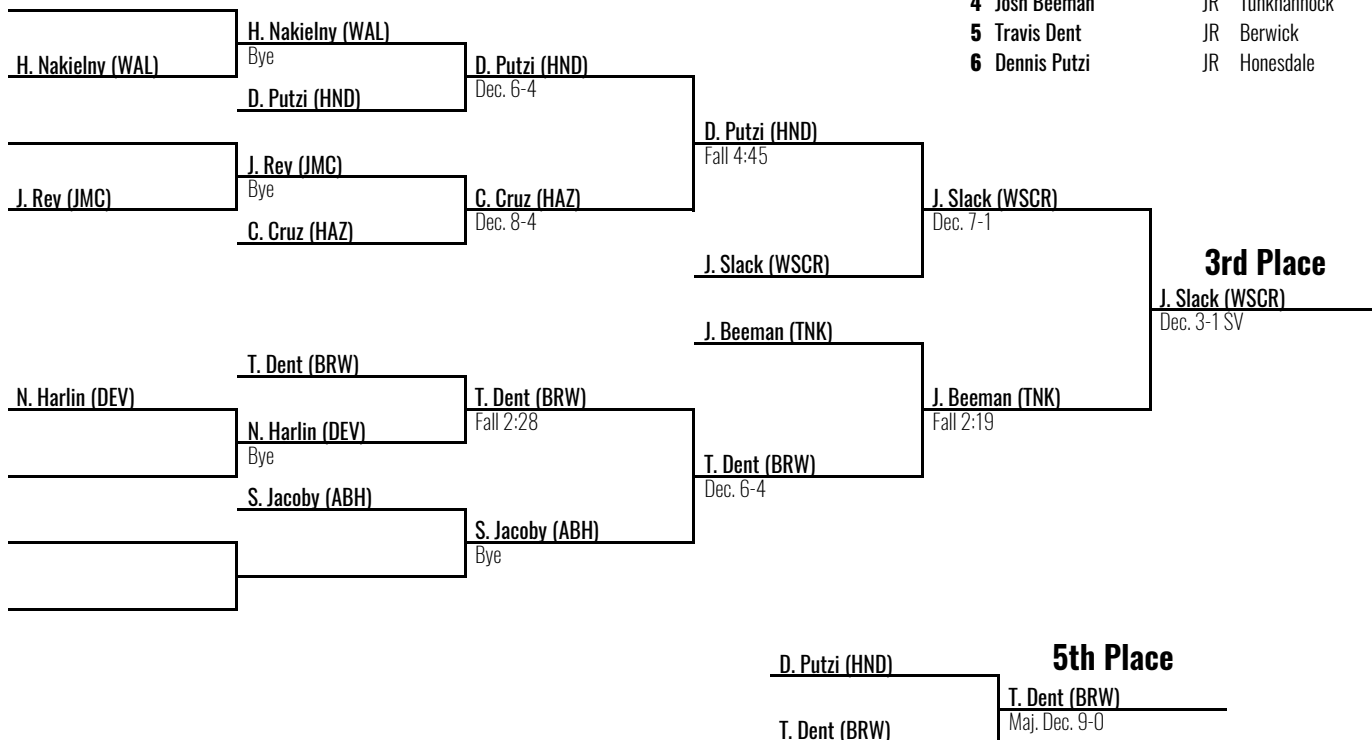 4 Josh Beeman JR Tunkhannock
5 Travis Dent JR Berwick
6 Dennis Putzi JR Honesdale
H. Nakielny (WAL)
Bye
H. Nakielny (WAL)
D. Putzi (HND)
Dec. 6-4
D. Putzi (HND)
D. Putzi (HND)
Fall 4:45
J. Rey (JMC)
Bye
J. Rey (JMC)
C. Cruz (HAZ)
Dec. 8-4
J. Slack (WSCR)
Dec. 7-1
C. Cruz (HAZ)
J. Slack (WSCR)
3rd Place
J. Slack (WSCR)
Dec. 3-1 SV
J. Beeman (TNK)
T. Dent (BRW)
N. Harlin (DEV)
T. Dent (BRW)
Fall 2:28
J. Beeman (TNK)
Fall 2:19
N. Harlin (DEV)
Bye
T. Dent (BRW)
Dec. 6-4
S. Jacoby (ABH)
S. Jacoby (ABH)
Bye
D. Putzi (HND)
5th Place
T. Dent (BRW)
Maj. Dec. 9-0
T. Dent (BRW)